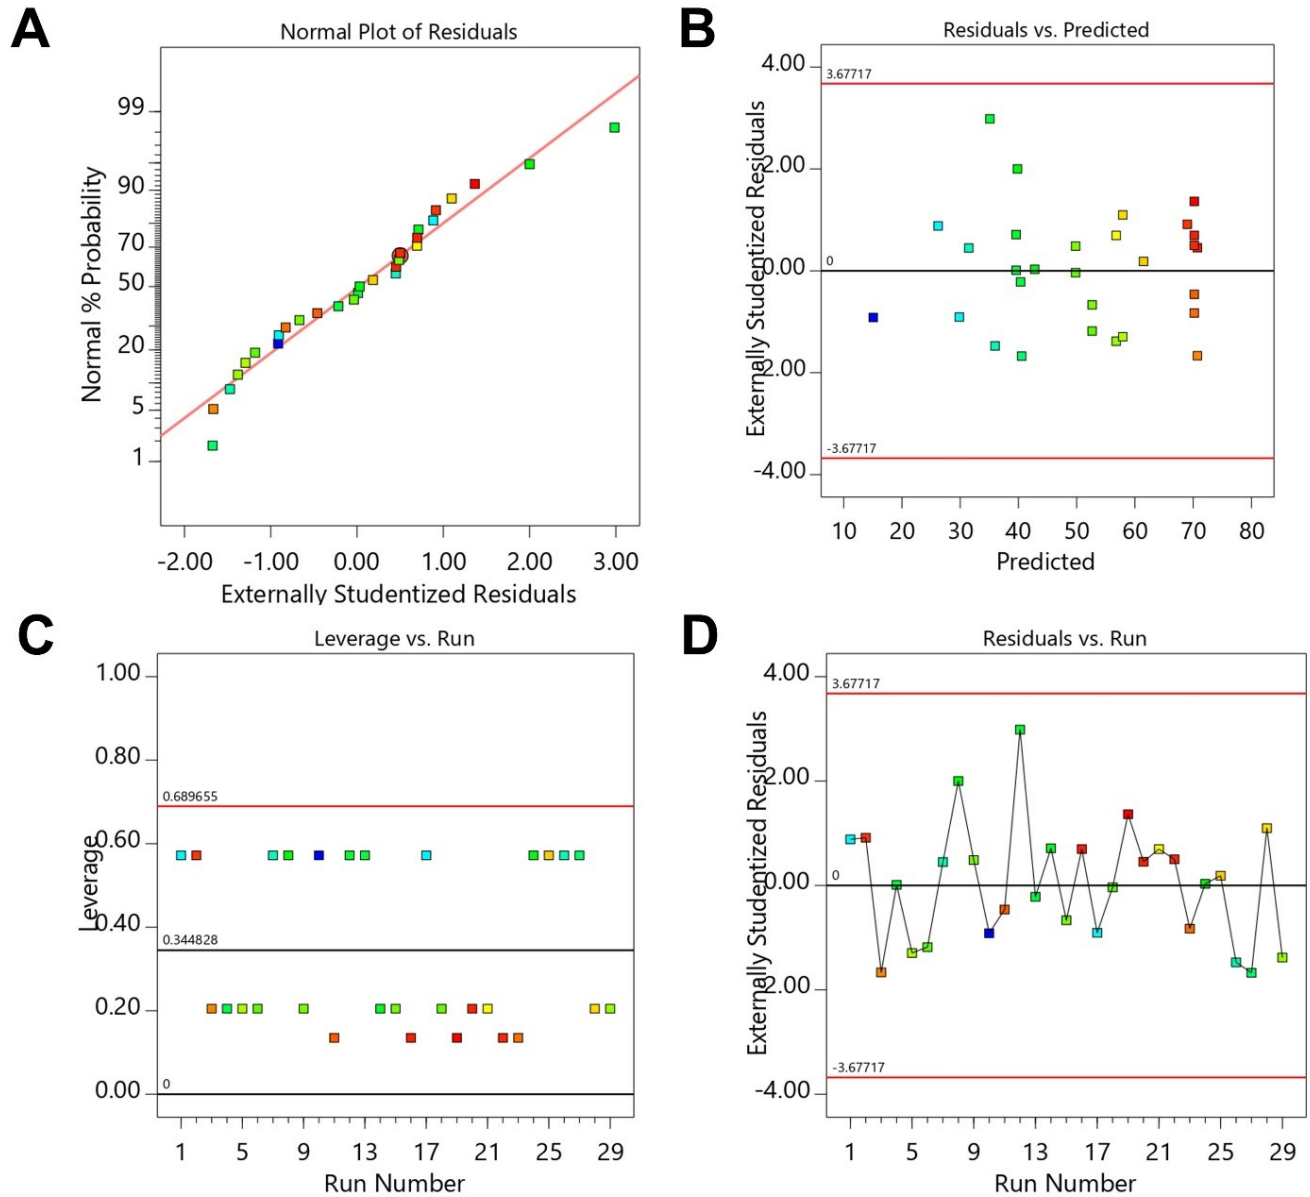 A
Normal Plot of Residuals
Normal % Probability
99
90
70
50
20
5
1
-2.00 -1.00 0.00 1.00 2.00 3.00
Externally Studentized Residuals
B
Residuals vs. Predicted
Externally Studentized Residuals
4.00
2.00
0.00
-2.00
-4.00
3.67717
0
-3.67717
10 20 30 40 50 60 70 80
Predicted
C
Leverage vs. Run
Leverage
1.00
0.80
0.60
0.40
0.20
0.00
0.689655
0.344828
0
1 5 9 13 17 21 25 29
Run Number
D
Residuals vs. Run
Externally Studentized Residuals
4.00
2.00
0.00
-2.00
-4.00
3.67717
0
-3.67717
1 5 9 13 17 21 25 29
Run Number